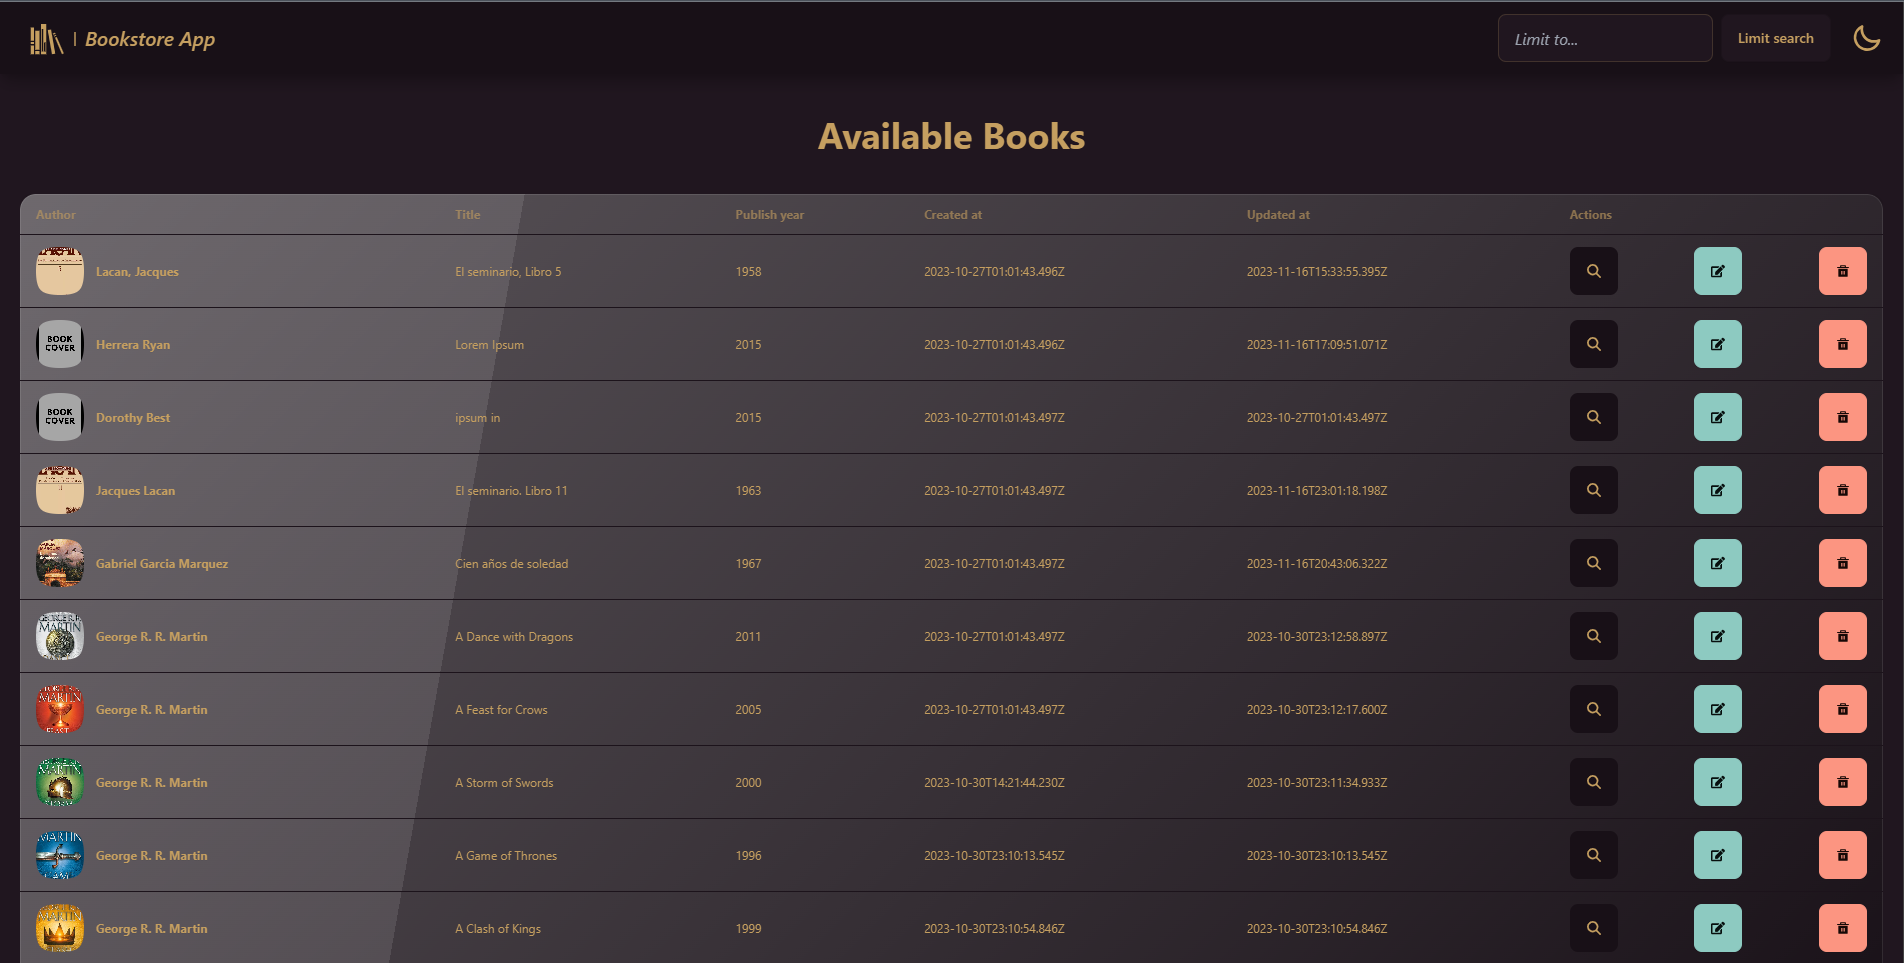 | Bookstore App
Limit to...
Limit search
Available Books
Author Title Publish year Created at Updated at Actions
Lacan, Jacques El seminario, Libro 5 1958 2023-10-27T01:01:43.496Z 2023-11-16T15:33:55.395Z
BOOK
COVER
Herrera Ryan Lorem Ipsum 2015 2023-10-27T01:01:43.496Z 2023-11-16T17:09:51.071Z
BOOK
COVER
Dorothy Best ipsum in 2015 2023-10-27T01:01:43.497Z 2023-10-27T01:01:43.497Z
Jacques Lacan El seminario. Libro 11 1963 2023-10-27T01:01:43.497Z 2023-11-16T23:01:18.198Z
Gabriel Garcia Marquez Cien años de soledad 1967 2023-10-27T01:01:43.497Z 2023-11-16T20:43:06.322Z
GEORGE R.R.
MARTIN
George R. R. Martin A Dance with Dragons 2011 2023-10-27T01:01:43.497Z 2023-10-30T23:12:58.897Z
MARTIN
George R. R. Martin A Feast for Crows 2005 2023-10-27T01:01:43.497Z 2023-10-30T23:12:17.600Z
MARTIN
George R. R. Martin A Storm of Swords 2000 2023-10-30T14:21:44.230Z 2023-10-30T23:11:34.933Z
MARTIN
George R. R. Martin A Game of Thrones 1996 2023-10-30T23:10:13.545Z 2023-10-30T23:10:13.545Z
MARTIN
George R. R. Martin A Clash of Kings 1999 2023-10-30T23:10:54.846Z 2023-10-30T23:10:54.846Z